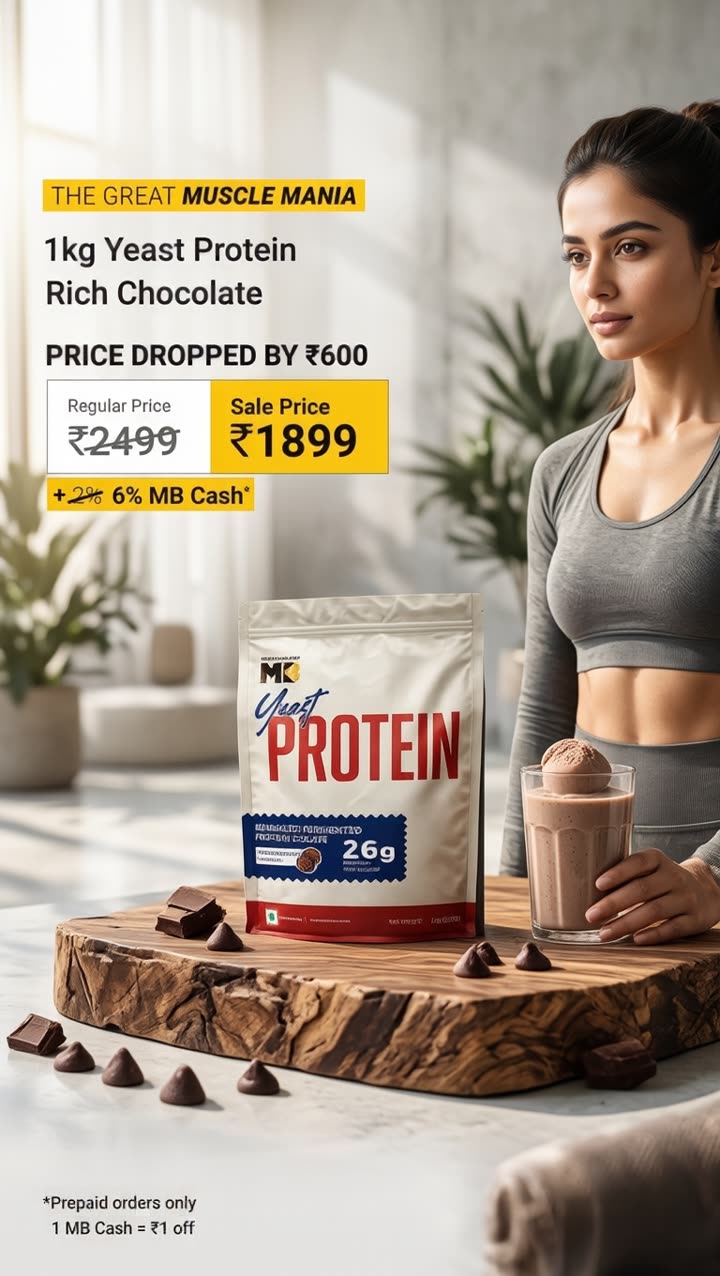 THE GREAT MUSCLE MANIA
1kg Yeast Protein
Rich Chocolate
PRICE DROPPED BY ₹600
Regular Price
₹2499
Sale Price
₹1899
+ 2% 6% MB Cash*
MB
Yeast
PROTEIN
26g
*Prepaid orders only
1 MB Cash = ₹1 off